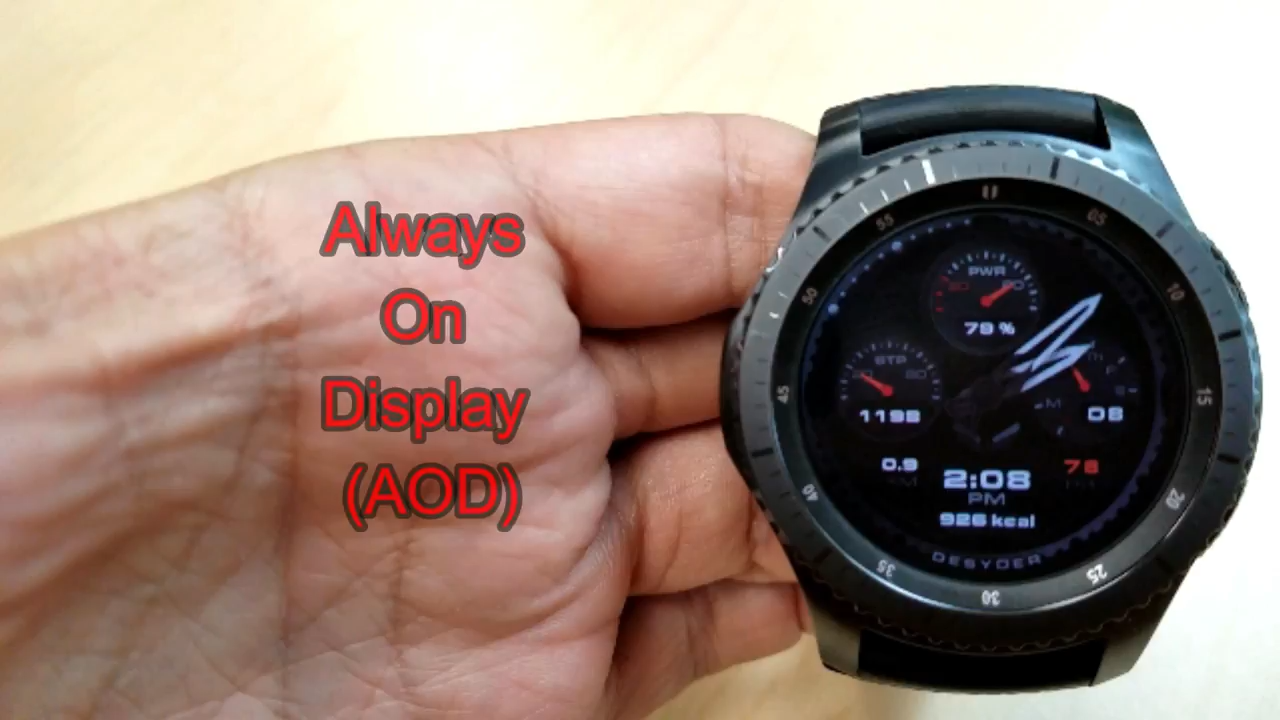 Always
On
Display
(AOD)
55
05
50
10
45
15
40
20
35
25
30
PWR
79 %
STP
1198
08
0.9
78
2:08
PM
926 kcal
DESYDER